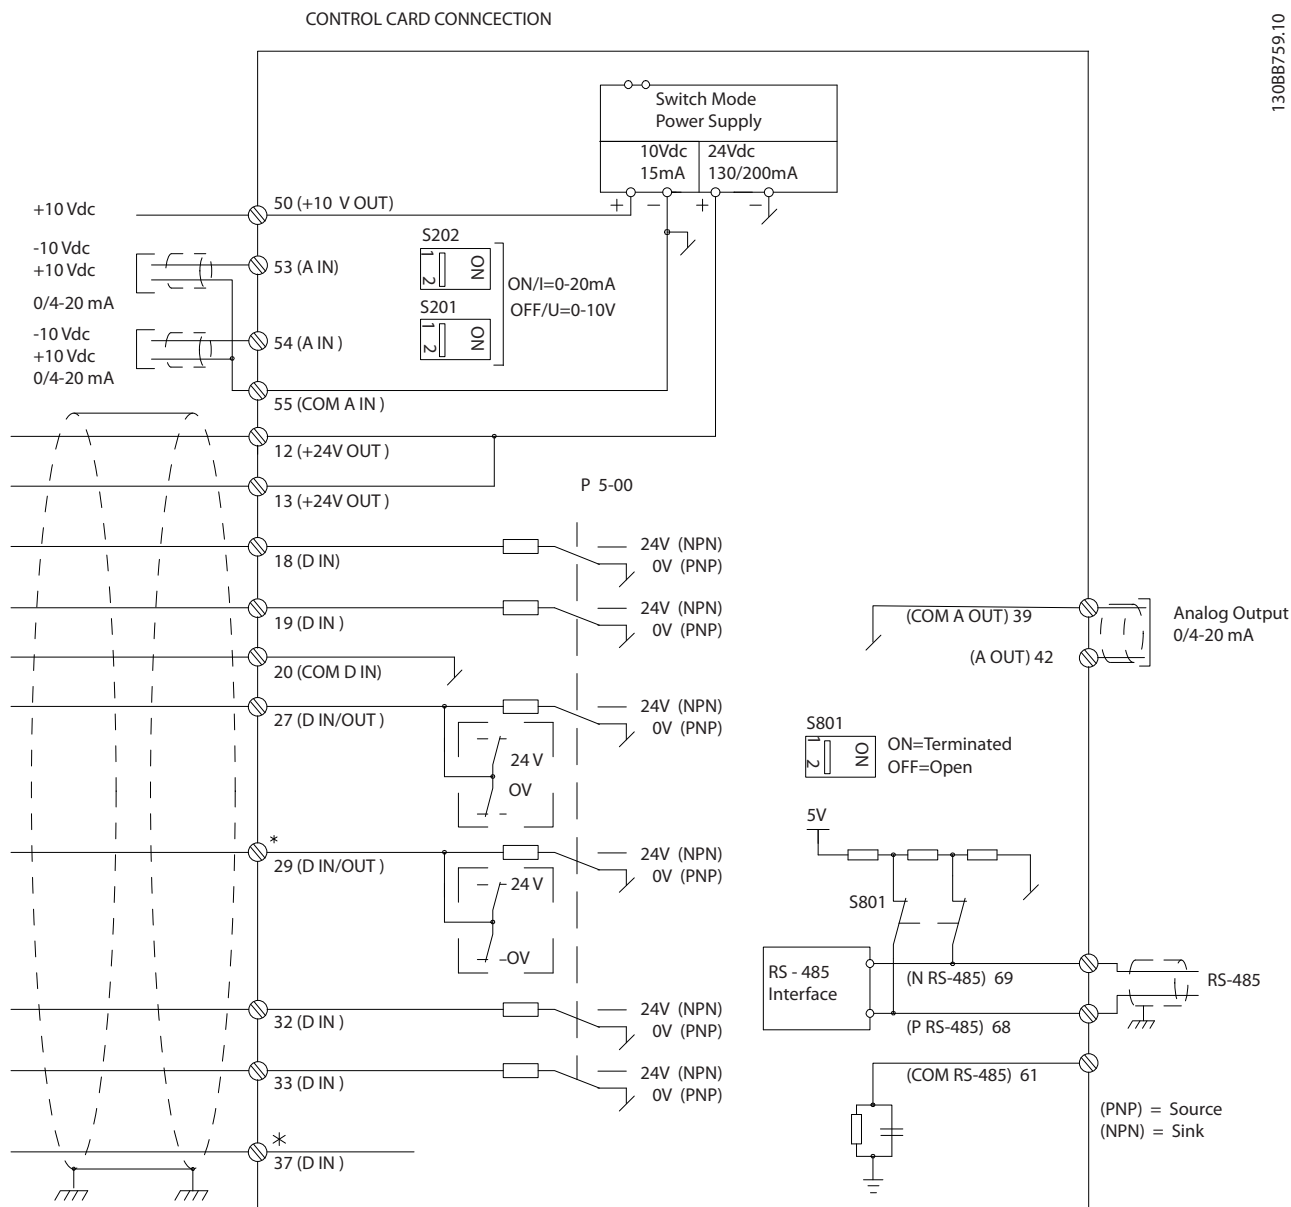 CONTROL CARD CONNCECTION
130BB759.10
Switch Mode
Power Supply
10Vdc
15mA
24Vdc
130/200mA
+ − + −
+10 Vdc
50 (+10 V OUT)
-10 Vdc
+10 Vdc
0/4-20 mA
53 (A IN)
S202
1
2
ON
ON/I=0-20mA
OFF/U=0-10V
S201
1
2
ON
-10 Vdc
+10 Vdc
0/4-20 mA
54 (A IN )
55 (COM A IN )
12 (+24V OUT )
13 (+24V OUT )
P 5-00
18 (D IN)
24V (NPN)
0V (PNP)
19 (D IN )
24V (NPN)
0V (PNP)
(COM A OUT) 39
Analog Output
0/4-20 mA
(A OUT) 42
20 (COM D IN)
27 (D IN/OUT )
24V (NPN)
0V (PNP)
24 V
OV
S801
1
2
ON
ON=Terminated
OFF=Open
5V
*
29 (D IN/OUT )
24V (NPN)
0V (PNP)
24 V
OV
S801
RS - 485
Interface
(N RS-485) 69
RS-485
(P RS-485) 68
32 (D IN )
24V (NPN)
0V (PNP)
33 (D IN )
24V (NPN)
0V (PNP)
(COM RS-485) 61
(PNP) = Source
(NPN) = Sink
*
37 (D IN )